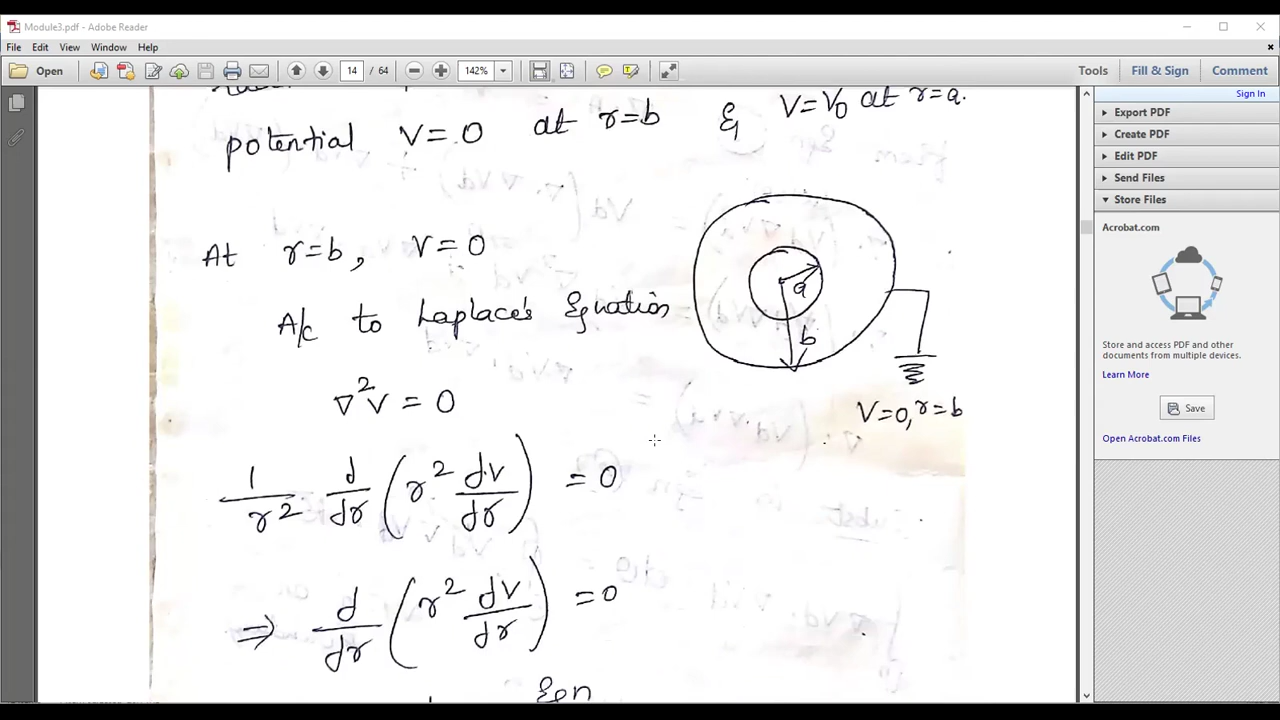 Module3.pdf - Adobe Reader
File Edit View Window Help
Open 14 / 64 142% Tools Fill & Sign Comment
Sign In
Export PDF
Create PDF
Edit PDF
Send Files
Store Files
Acrobat.com
Store and access PDF and other
documents from multiple devices.
Learn More
Save
Open Acrobat.com Files
potential V=0 at r=b & V=V₀ at r=a.
At r=b, V=0
A/c to Laplace's Equation
∇²V = 0
1/r² d/dr (r² dV/dr) = 0
⇒ d/dr (r² dV/dr) = 0
Eqn
a
b
V=0, r=b